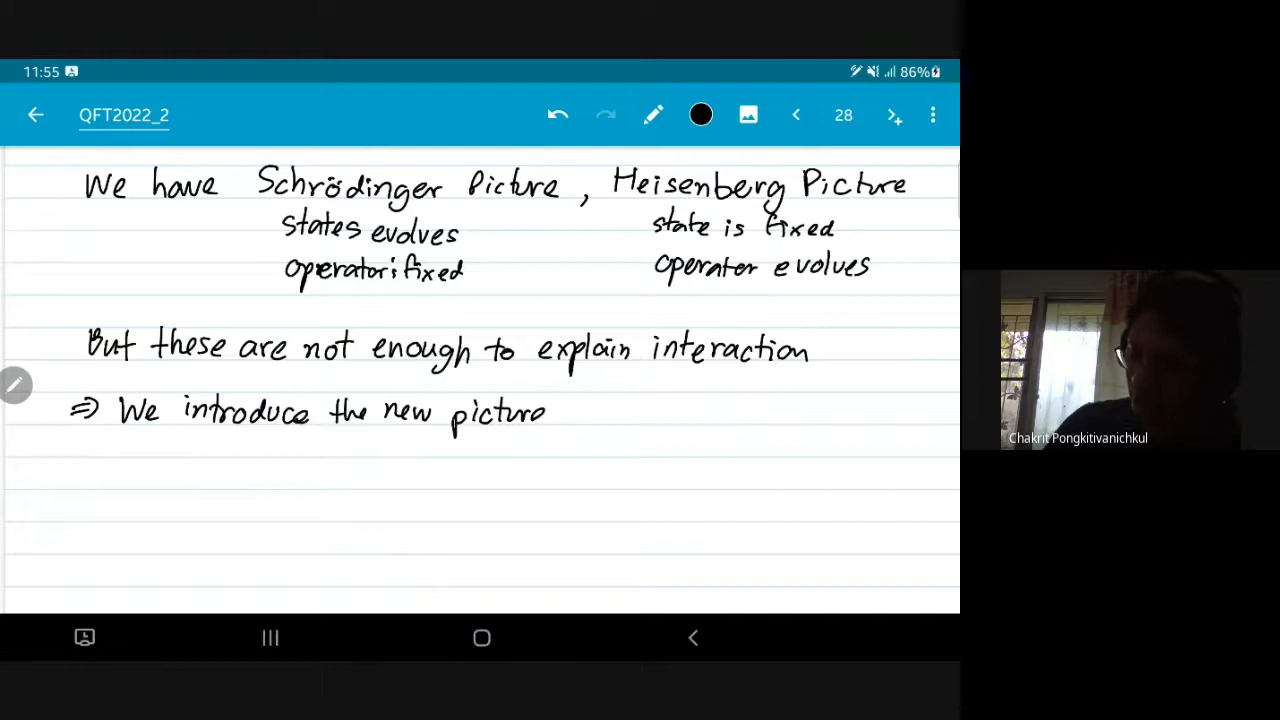 11:55 86%
QFT2022_2 28
We have Schrödinger Picture , Heisenberg Picture
states evolves state is fixed
operator is fixed operator evolves
But these are not enough to explain interaction
⇒ We introduce the new picture
Chakrit Pongkitivanichkul